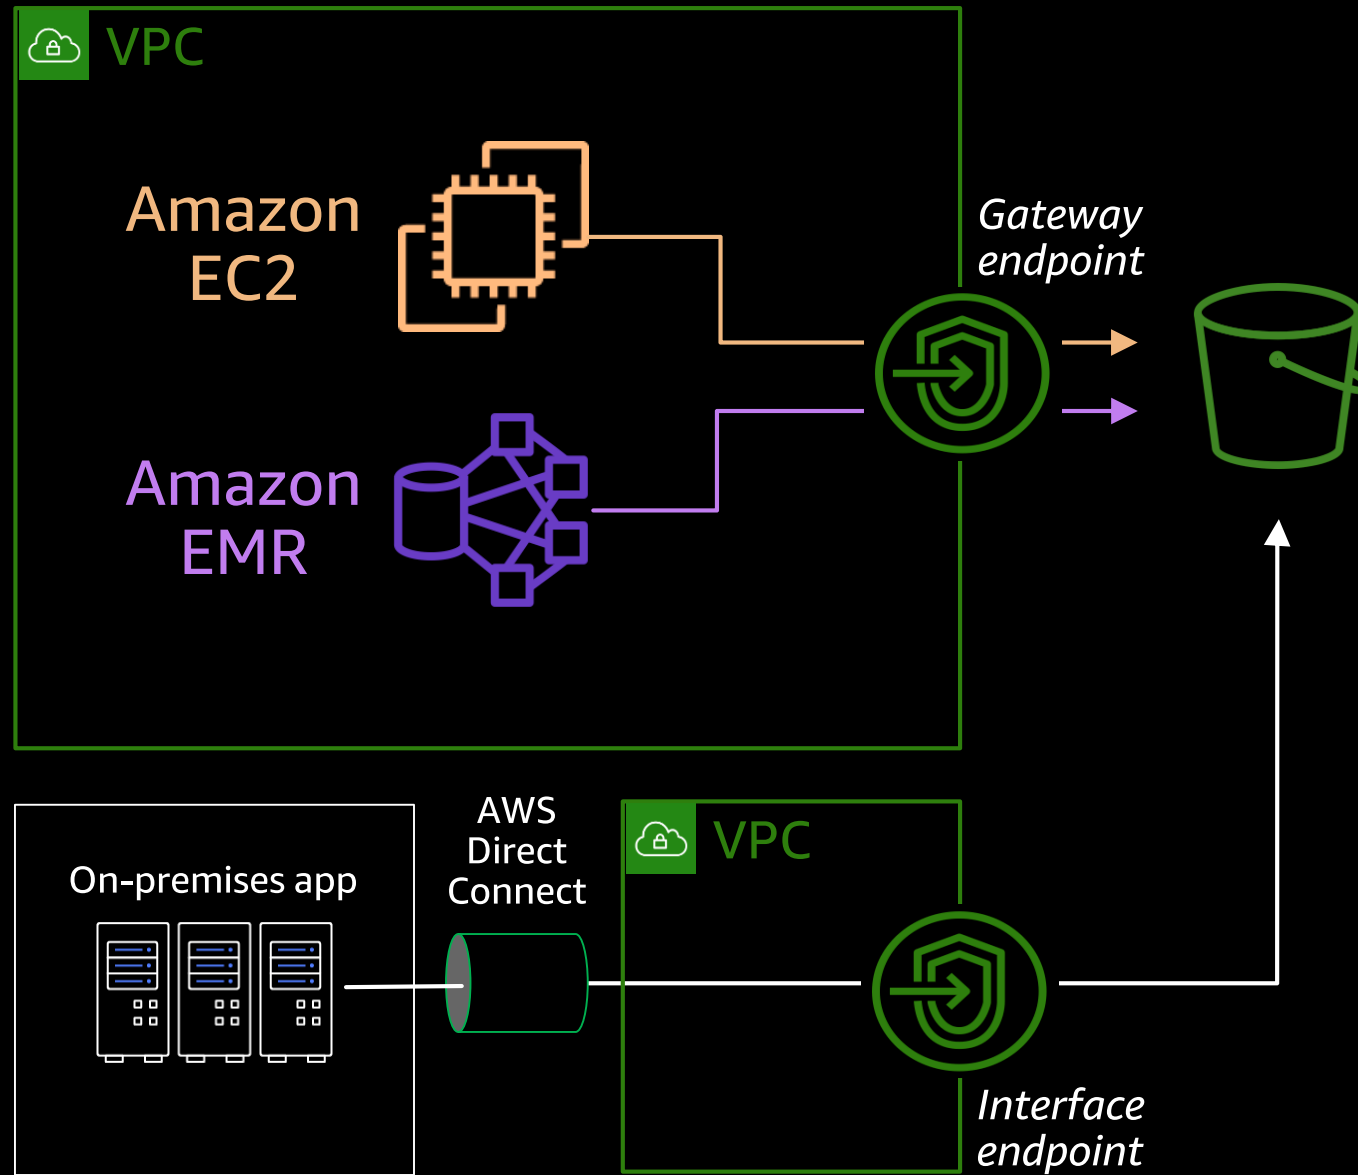 VPC
Amazon
EC2
Gateway
endpoint
Amazon
EMR
AWS
Direct
Connect
VPC
On-premises app
Interface
endpoint